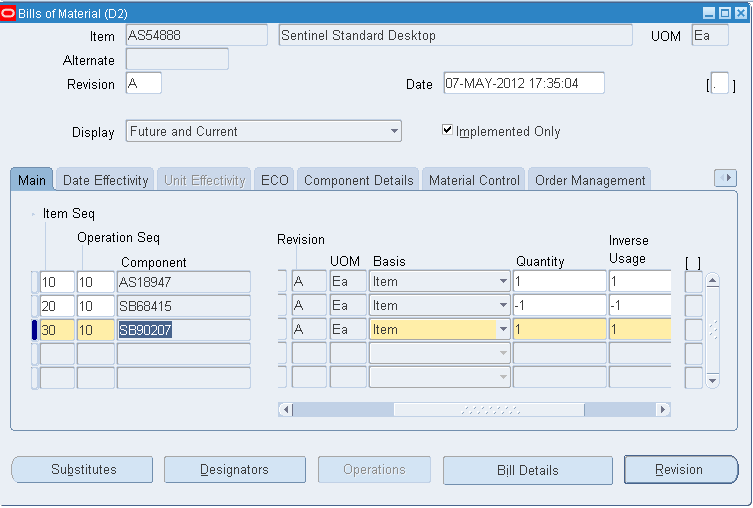 Bills of Material (D2)
Item AS54888 Sentinel Standard Desktop UOM Ea
Alternate
Revision A Date 07-MAY-2012 17:35:04 [ . ]
Display Future and Current Implemented Only
Main Date Effectivity Unit Effectivity ECO Component Details Material Control Order Management
Item Seq
Operation Seq Revision Inverse
Component UOM Basis Quantity Usage [ ]
10 10 AS18947 A Ea Item 1 1
20 10 SB68415 A Ea Item -1 -1
30 10 SB90207 A Ea Item 1 1
Substitutes Designators Operations Bill Details Revision